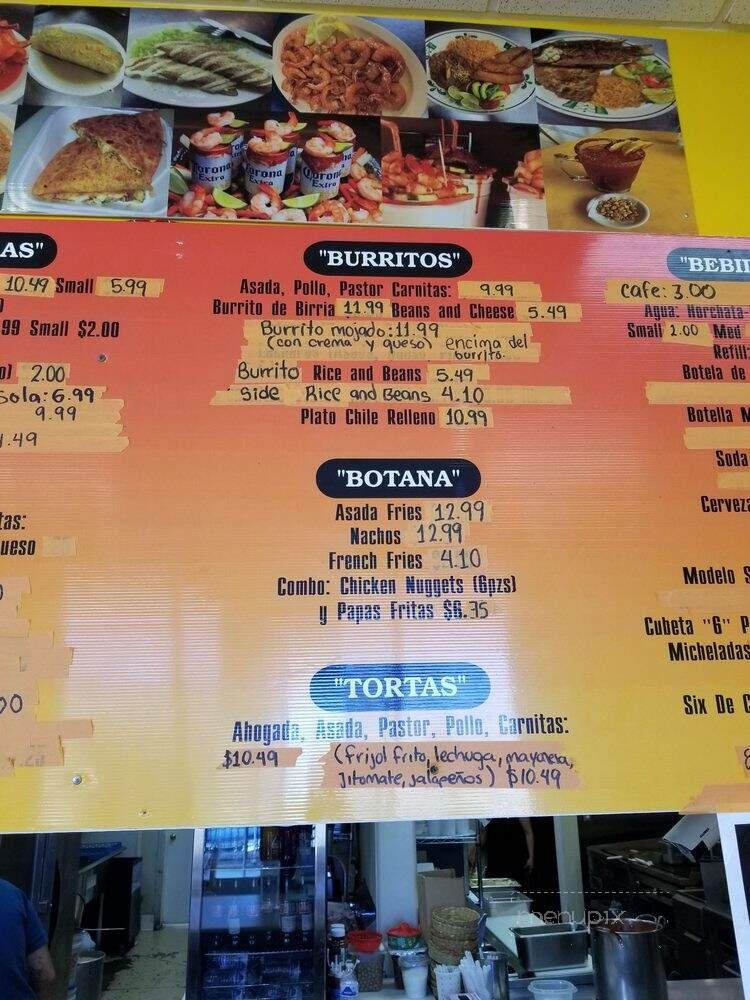 Corona Extra
Corona Extra
Corona Extra
AS"
10.49 Small 5.99
99 Small $2.00
2.00
sola: 6.99
9.99
.49
tas:
ueso
"BURRITOS"
Asada, Pollo, Pastor Carnitas: 9.99
Burrito de Birria 11.99 Beans and Cheese 5.49
Burrito mojado: 11.99
(con crema y queso) encima del
burrito.
Burrito Rice and Beans 5.49
side Rice and Beans 4.10
Plato Chile Relleno 10.99
"BOTANA"
Asada Fries 12.99
Nachos 12.99
French Fries 4.10
Combo: Chicken Nuggets (6pzs)
y Papas Fritas $6.35
"TORTAS"
Ahogada, Asada, Pastor, Pollo, Carnitas:
$10.49 (frijol frito, lechuga, mayonesa,
jitomate, jalapeños) $10.49
"BEBI
cafe: 3.00
Agua: Horchata-
Small 2.00 Med
Refill:
Botela de
Botella M
Soda
Cerveza
Modelo S
Cubeta "6" P
Micheladas
Six De C
menupix